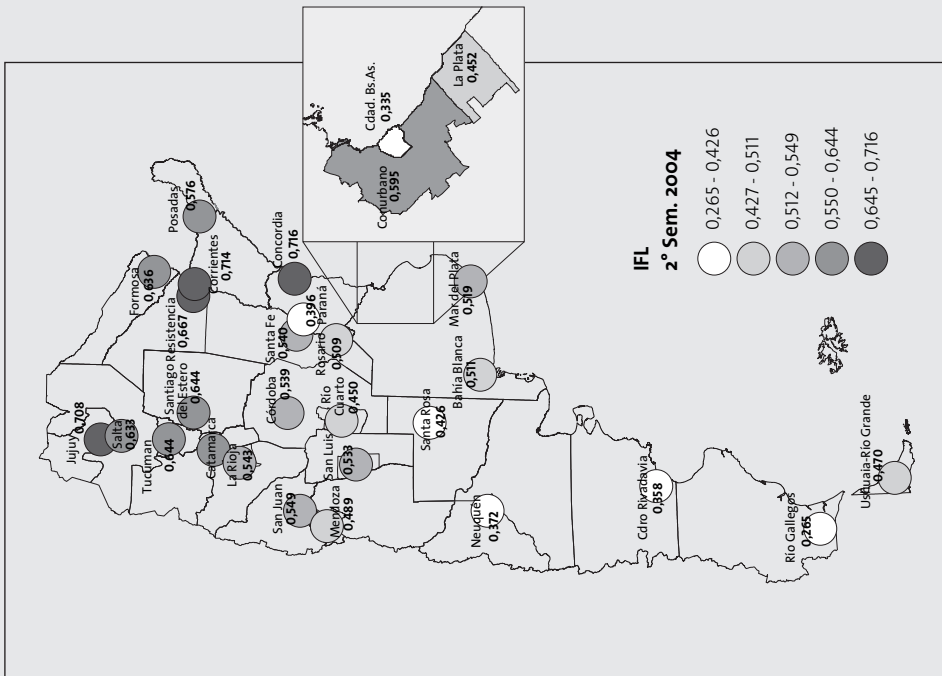 Jujuy
0,708
Salta
0,633
Tucumán
0,644
Catamarca
La Rioja
0,543
Santiago
del Estero
0,644
Formosa
0,636
Resistencia
0,667
Corrientes
0,714
Posadas
0,576
San Juan
0,549
Mendoza
0,489
San Luis
0,533
Córdoba
0,539
Río
Cuarto
0,450
Santa Fe
0,540
0,396
Paraná
Rosario
0,509
Concordia
0,716
Santa Rosa
0,426
Neuquén
0,372
Bahía Blanca
0,511
Mar del Plata
0,519
Cdro Rivadavia
0,358
Río Gallegos
0,265
Ushuaia-Río Grande
0,470
Cdad. Bs.As.
0,335
Conurbano
0,595
La Plata
0,452
IFL
2° Sem. 2004
0,265 - 0,426
0,427 - 0,511
0,512 - 0,549
0,550 - 0,644
0,645 - 0,716